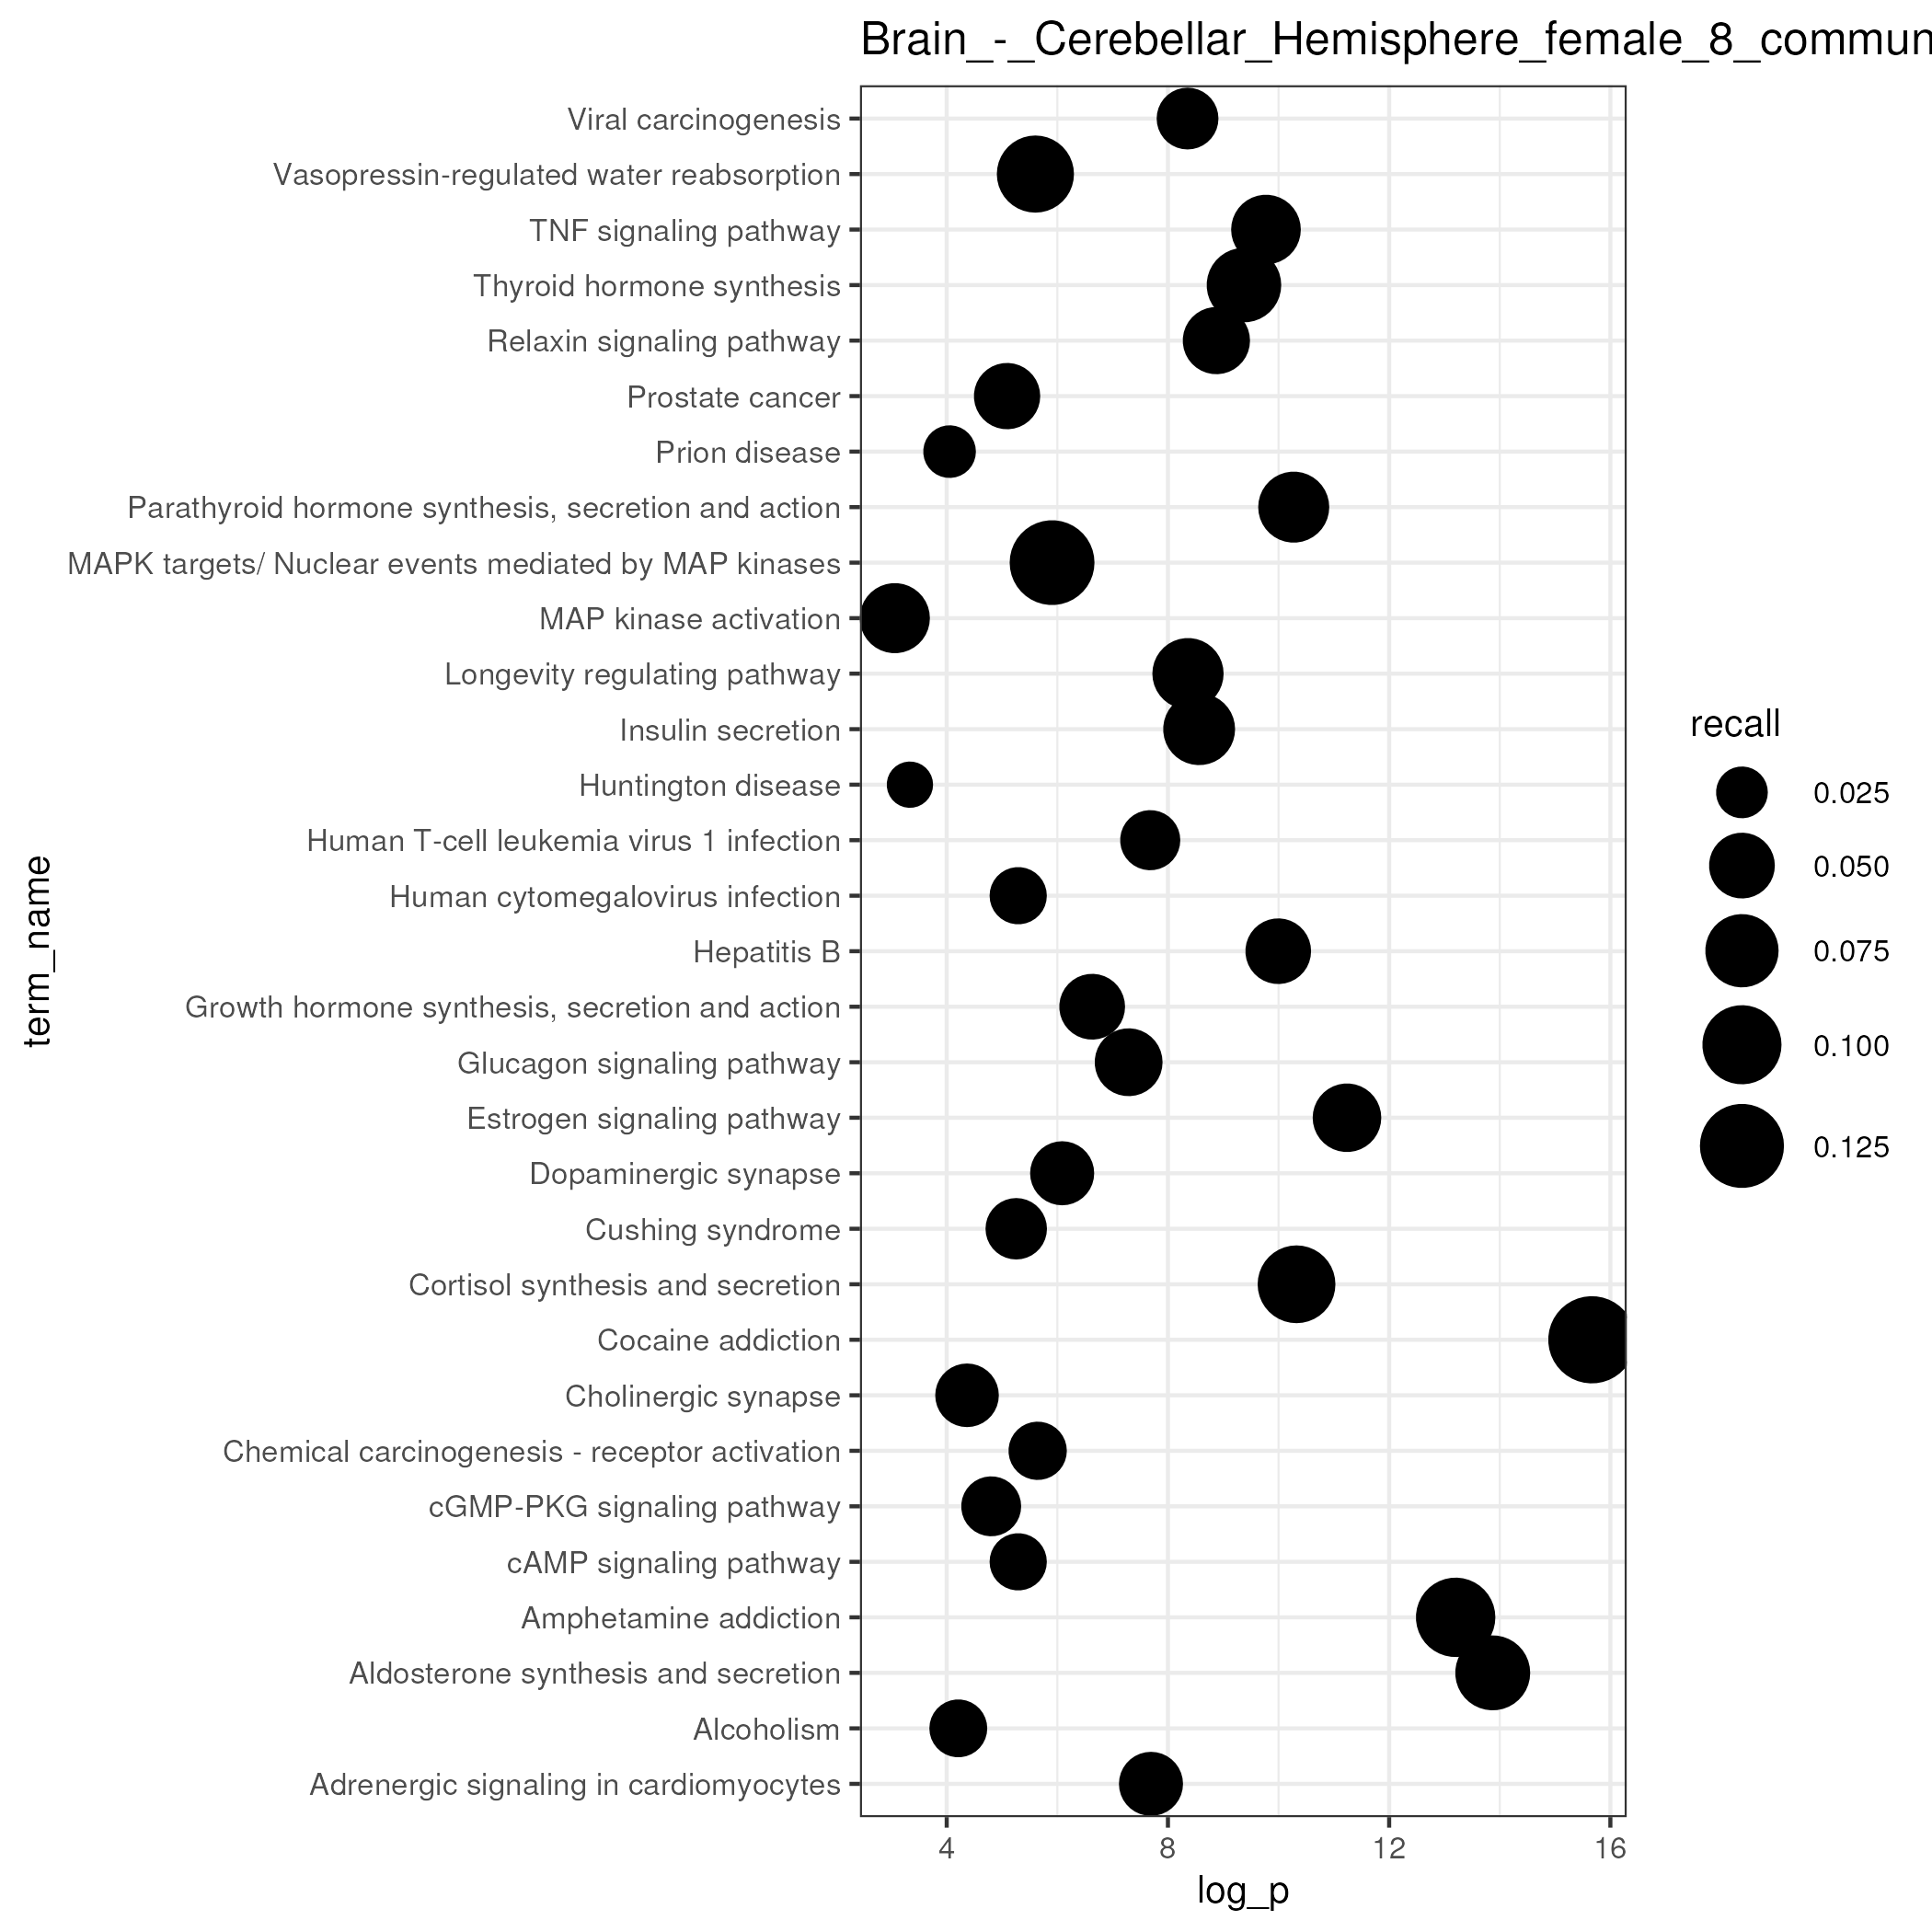 Brain_-_Cerebellar_Hemisphere_female_8_commun
Viral carcinogenesis
Vasopressin-regulated water reabsorption
TNF signaling pathway
Thyroid hormone synthesis
Relaxin signaling pathway
Prostate cancer
Prion disease
Parathyroid hormone synthesis, secretion and action
MAPK targets/ Nuclear events mediated by MAP kinases
MAP kinase activation
Longevity regulating pathway
Insulin secretion
Huntington disease
Human T-cell leukemia virus 1 infection
Human cytomegalovirus infection
Hepatitis B
Growth hormone synthesis, secretion and action
Glucagon signaling pathway
Estrogen signaling pathway
Dopaminergic synapse
Cushing syndrome
Cortisol synthesis and secretion
Cocaine addiction
Cholinergic synapse
Chemical carcinogenesis - receptor activation
cGMP-PKG signaling pathway
cAMP signaling pathway
Amphetamine addiction
Aldosterone synthesis and secretion
Alcoholism
Adrenergic signaling in cardiomyocytes
term_name
4 8 12 16
log_p
recall
0.025
0.050
0.075
0.100
0.125